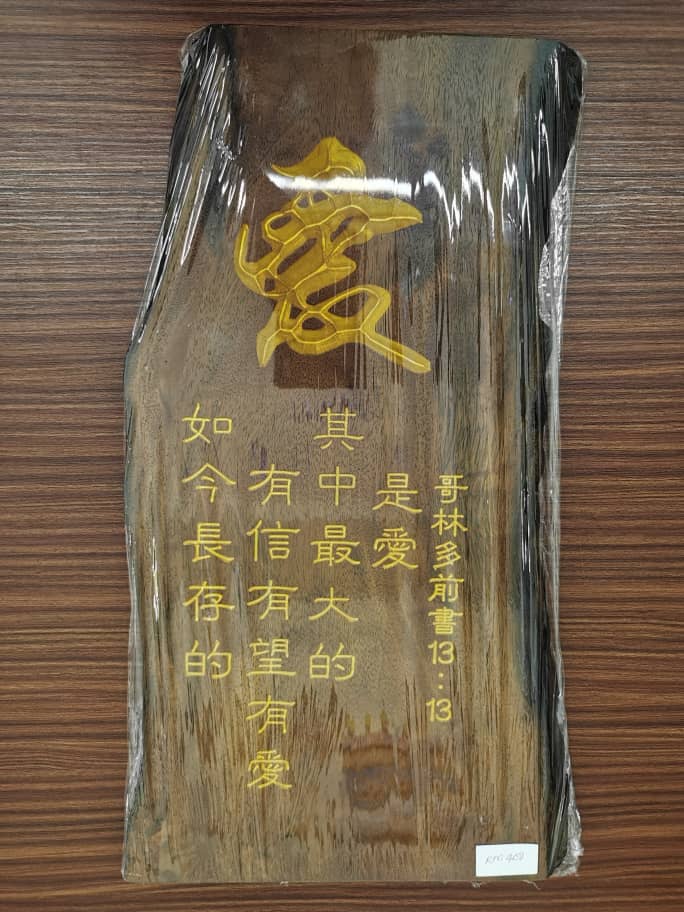 愛
如今長存的
有信有望有愛
其中最大的
是愛
哥林多前書13:13